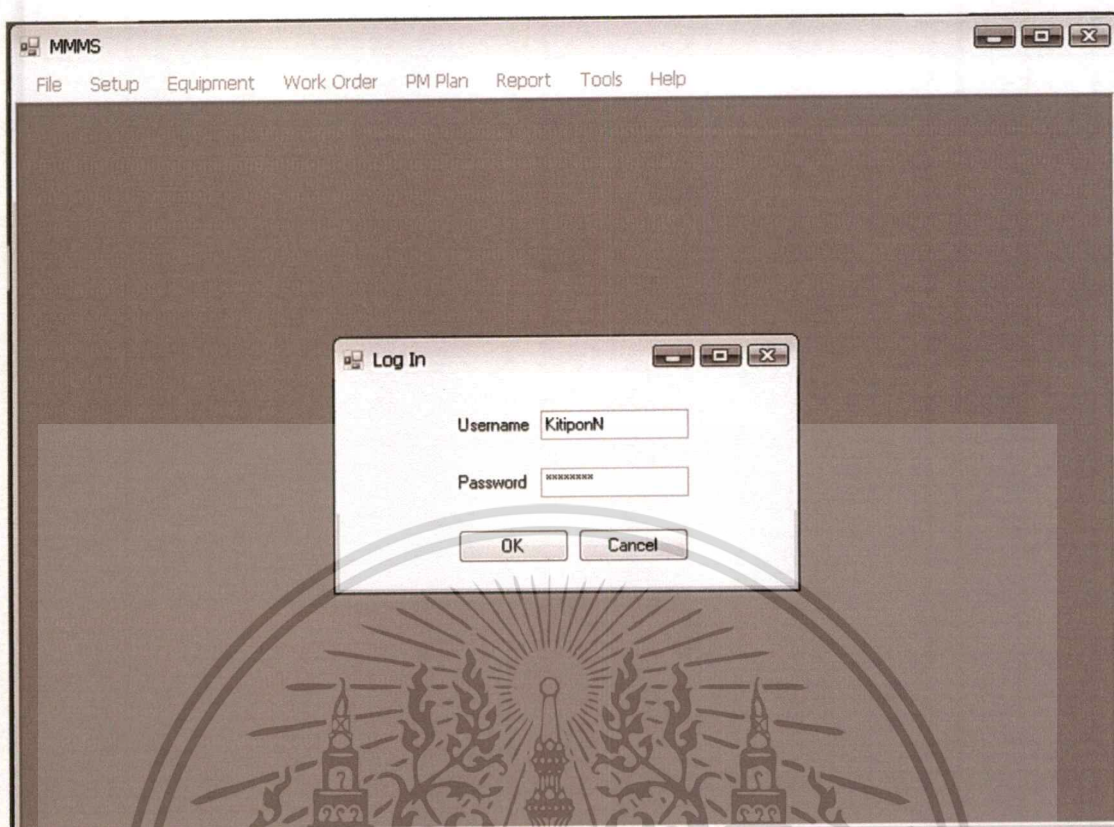 MMMS
File Setup Equipment Work Order PM Plan Report Tools Help
Log In
Username KitiponN
Password ××××××××
OK Cancel